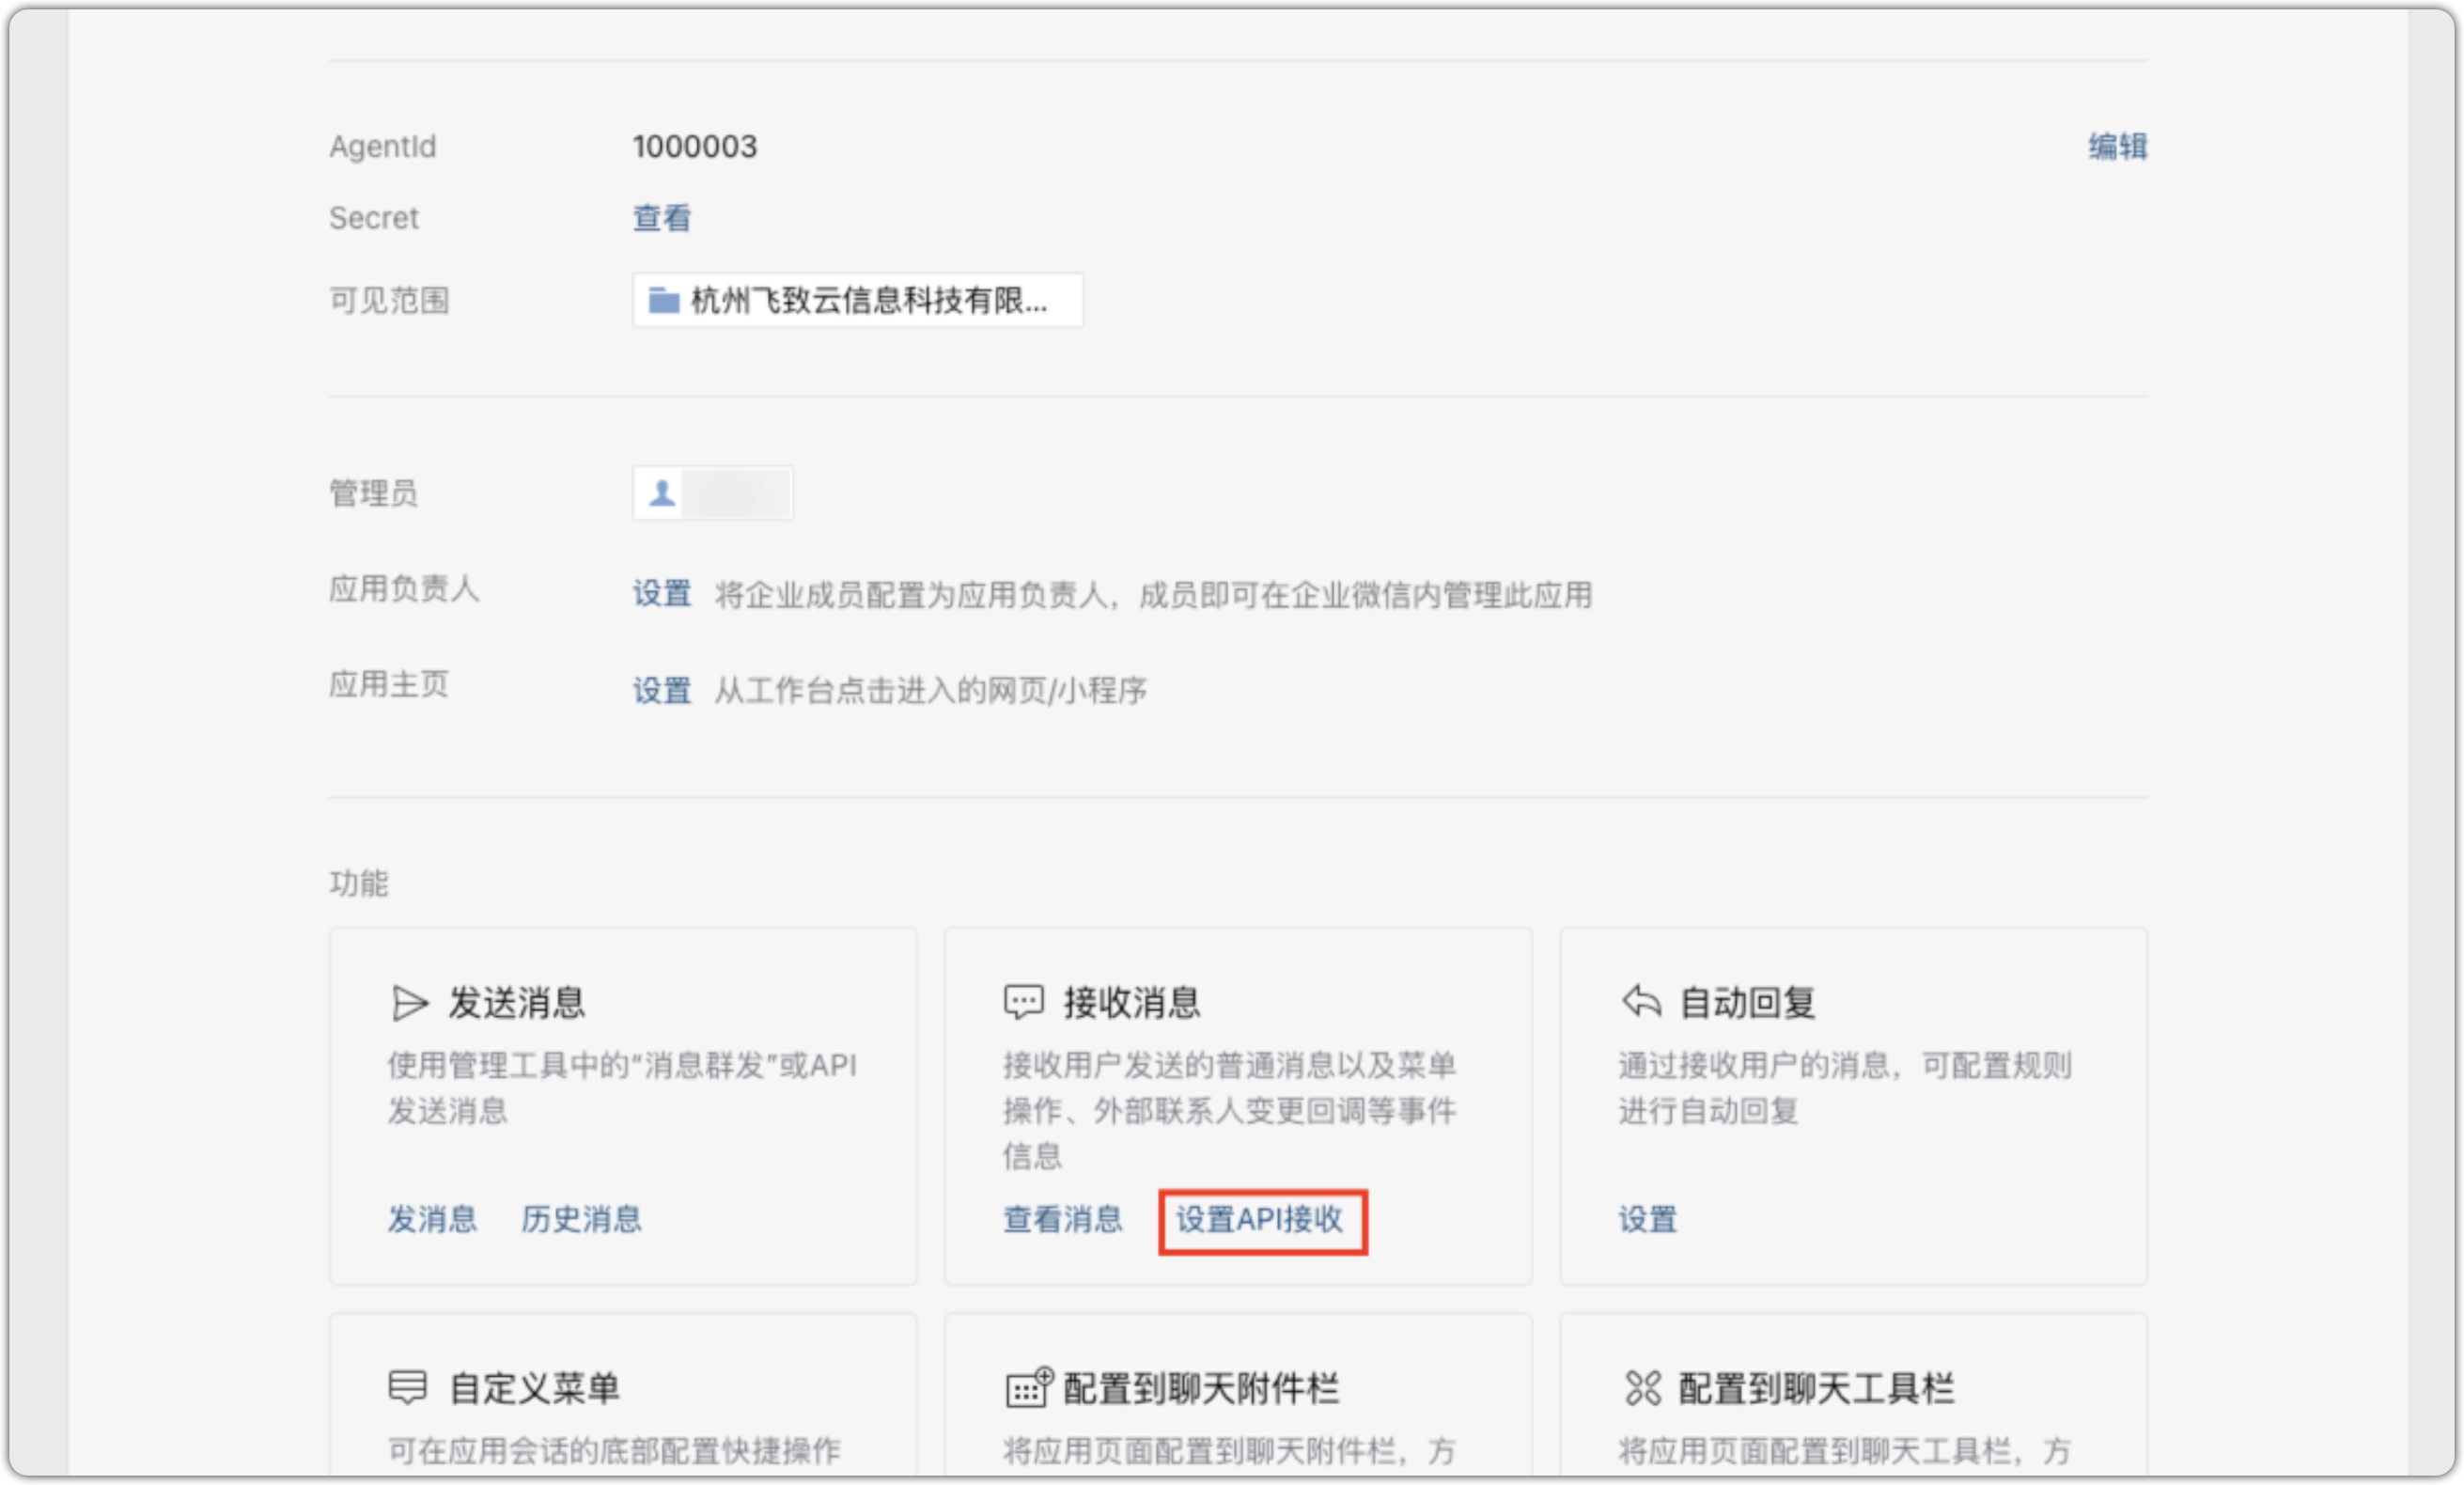 AgentId 1000003 编辑
Secret 查看
可见范围 杭州飞致云信息科技有限...
管理员
应用负责人 设置 将企业成员配置为应用负责人，成员即可在企业微信内管理此应用
应用主页 设置 从工作台点击进入的网页/小程序
功能
发送消息
使用管理工具中的“消息群发”或API
发送消息
发消息 历史消息
接收消息
接收用户发送的普通消息以及菜单
操作、外部联系人变更回调等事件
信息
查看消息 设置API接收
自动回复
通过接收用户的消息，可配置规则
进行自动回复
设置
自定义菜单
可在应用会话的底部配置快捷操作
配置到聊天附件栏
将应用页面配置到聊天附件栏，方
配置到聊天工具栏
将应用页面配置到聊天工具栏，方